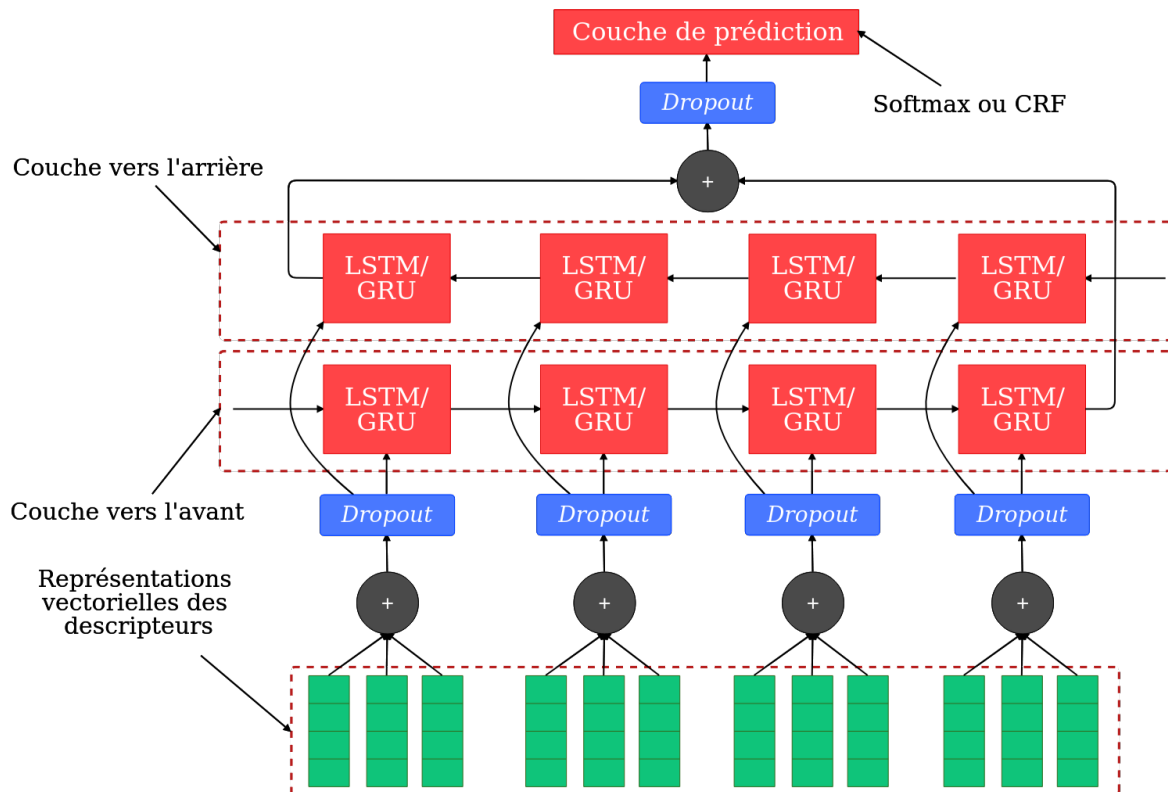 Couche de prédiction
Dropout
Softmax ou CRF
Couche vers l'arrière
+
LSTM/
GRU
LSTM/
GRU
LSTM/
GRU
LSTM/
GRU
LSTM/
GRU
LSTM/
GRU
LSTM/
GRU
LSTM/
GRU
Couche vers l'avant
Dropout
Dropout
Dropout
Dropout
Représentations
vectorielles des
descripteurs
+
+
+
+